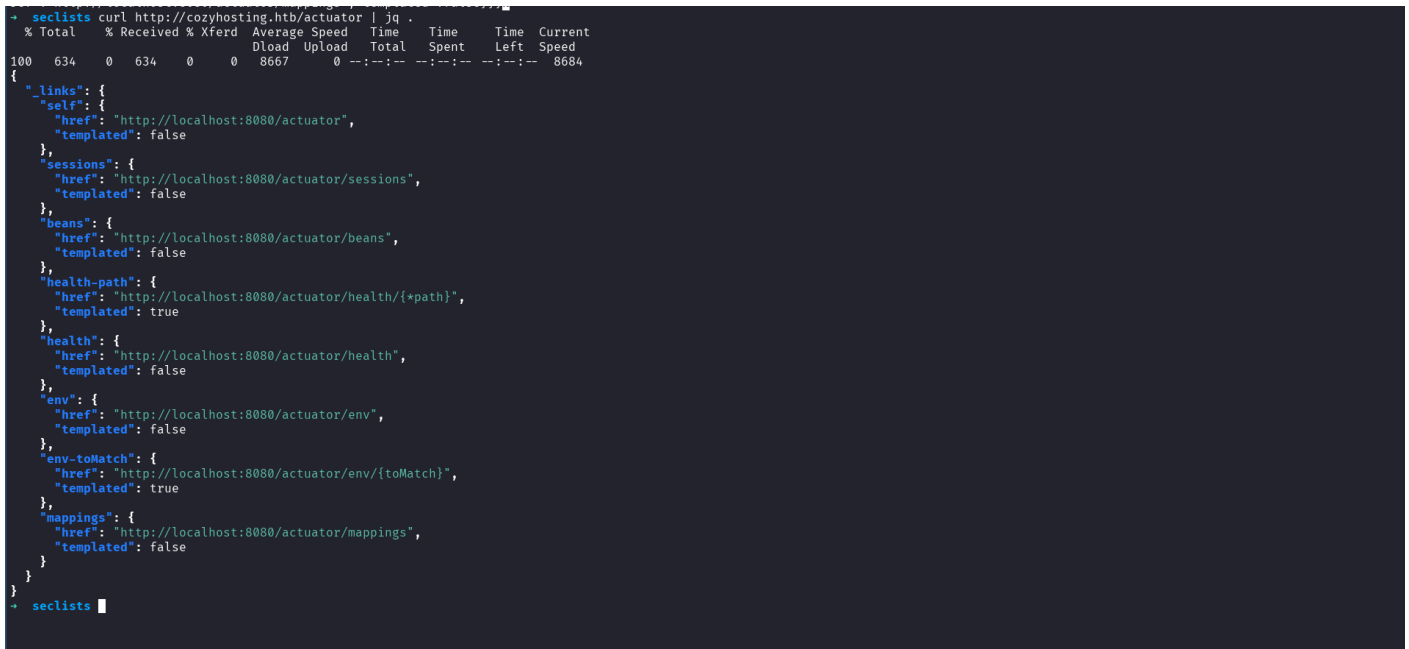 →  seclists curl http://cozyhosting.htb/actuator | jq .
  % Total    % Received % Xferd  Average Speed   Time    Time     Time  Current
                                 Dload  Upload   Total   Spent    Left  Speed
100   634    0   634    0     0   8667      0 --:--:-- --:--:-- --:--:--  8684
{
  "_links": {
    "self": {
      "href": "http://localhost:8080/actuator",
      "templated": false
    },
    "sessions": {
      "href": "http://localhost:8080/actuator/sessions",
      "templated": false
    },
    "beans": {
      "href": "http://localhost:8080/actuator/beans",
      "templated": false
    },
    "health-path": {
      "href": "http://localhost:8080/actuator/health/{*path}",
      "templated": true
    },
    "health": {
      "href": "http://localhost:8080/actuator/health",
      "templated": false
    },
    "env": {
      "href": "http://localhost:8080/actuator/env",
      "templated": false
    },
    "env-toMatch": {
      "href": "http://localhost:8080/actuator/env/{toMatch}",
      "templated": true
    },
    "mappings": {
      "href": "http://localhost:8080/actuator/mappings",
      "templated": false
    }
  }
}
→  seclists